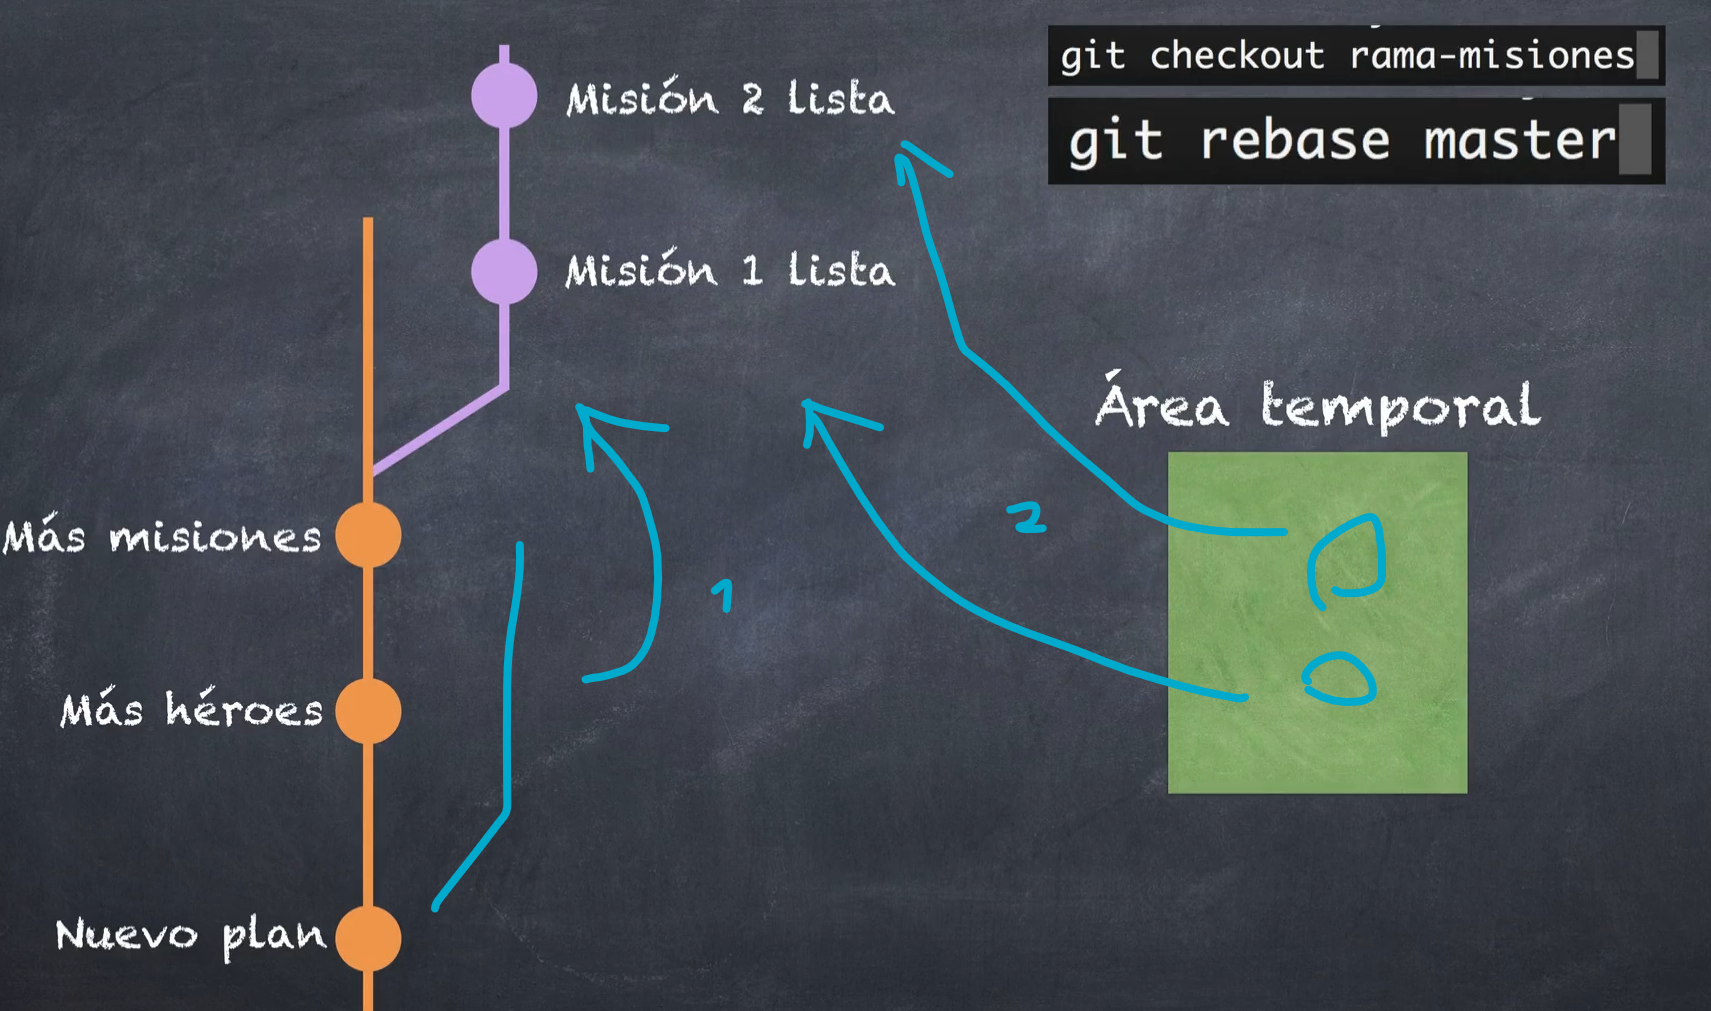 git checkout rama-misiones
git rebase master
Misión 2 lista
Misión 1 lista
Área temporal
2
Más misiones
1
Más héroes
Nuevo plan